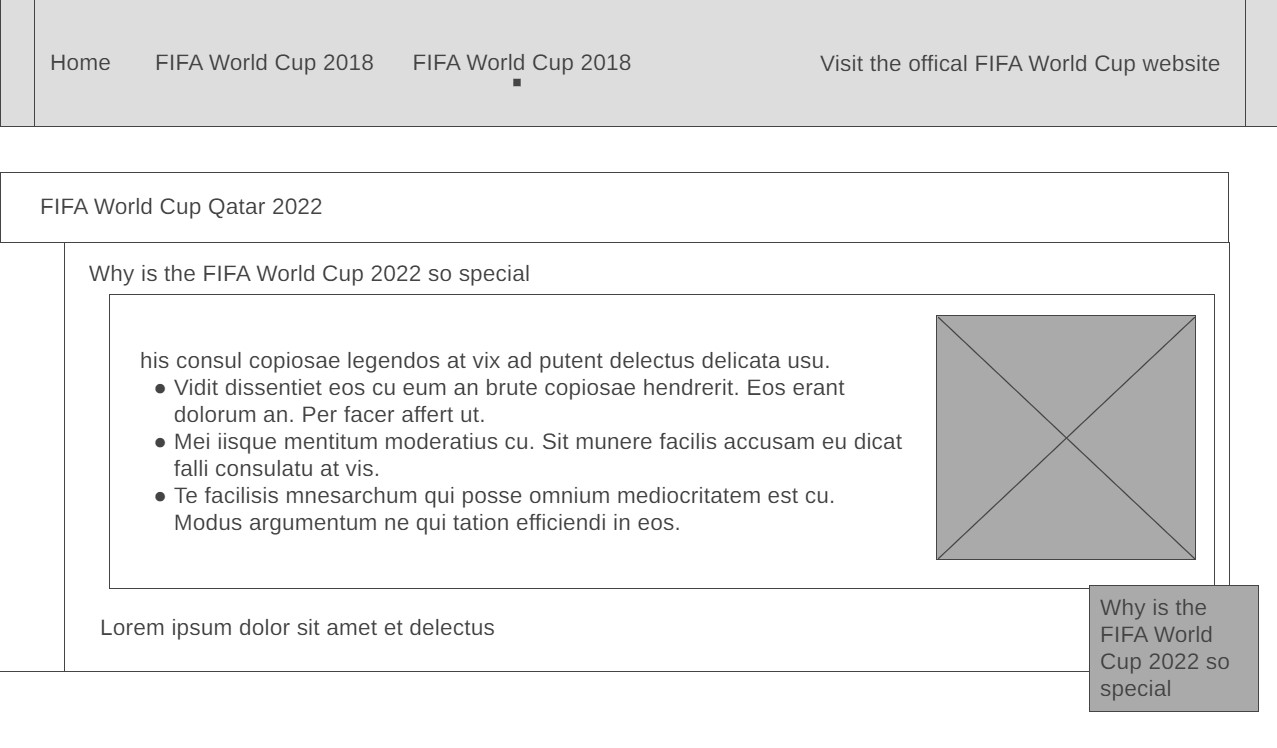 Home FIFA World Cup 2018 FIFA World Cup 2018 Visit the offical FIFA World Cup website
FIFA World Cup Qatar 2022
Why is the FIFA World Cup 2022 so special
his consul copiosae legendos at vix ad putent delectus delicata usu.
● Vidit dissentiet eos cu eum an brute copiosae hendrerit. Eos erant
dolorum an. Per facer affert ut.
● Mei iisque mentitum moderatius cu. Sit munere facilis accusam eu dicat
falli consulatu at vis.
● Te facilisis mnesarchum qui posse omnium mediocritatem est cu.
Modus argumentum ne qui tation efficiendi in eos.
Lorem ipsum dolor sit amet et delectus
Why is the
FIFA World
Cup 2022 so
special